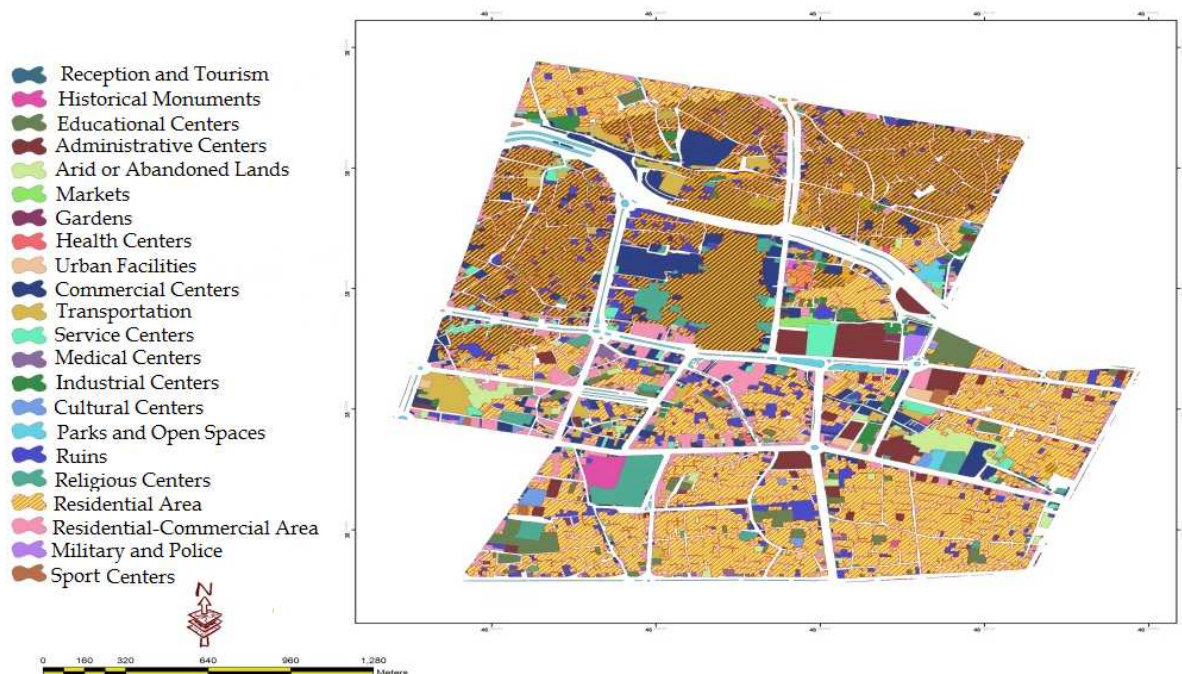 Reception and Tourism
Historical Monuments
Educational Centers
Administrative Centers
Arid or Abandoned Lands
Markets
Gardens
Health Centers
Urban Facilities
Commercial Centers
Transportation
Service Centers
Medical Centers
Industrial Centers
Cultural Centers
Parks and Open Spaces
Ruins
Religious Centers
Residential Area
Residential-Commercial Area
Military and Police
Sport Centers
N
0 160 320 640 960 1,280
Meters